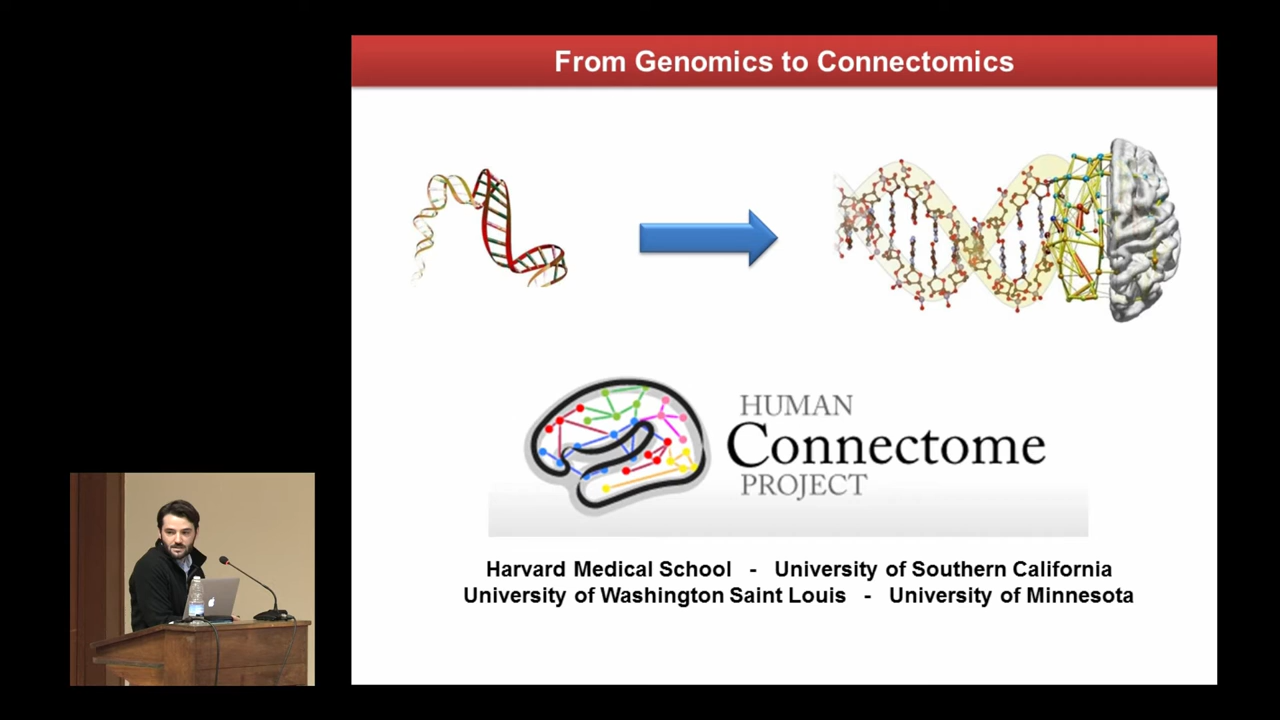 From Genomics to Connectomics
HUMAN
Connectome
PROJECT
Harvard Medical School - University of Southern California
University of Washington Saint Louis - University of Minnesota